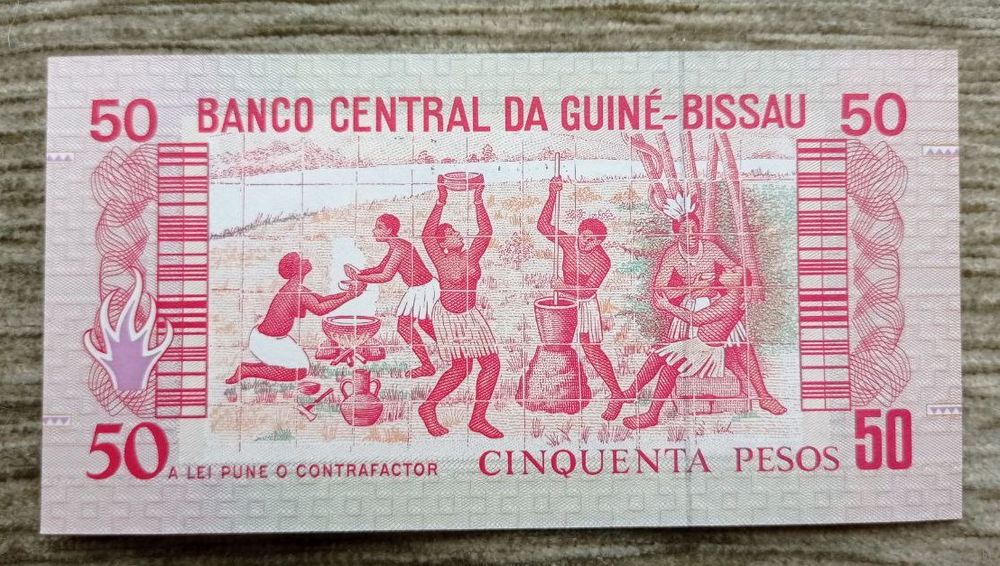 50 BANCO CENTRAL DA GUINÉ-BISSAU 50
50 A LEI PUNE O CONTRAFACTOR CINQUENTA PESOS 50